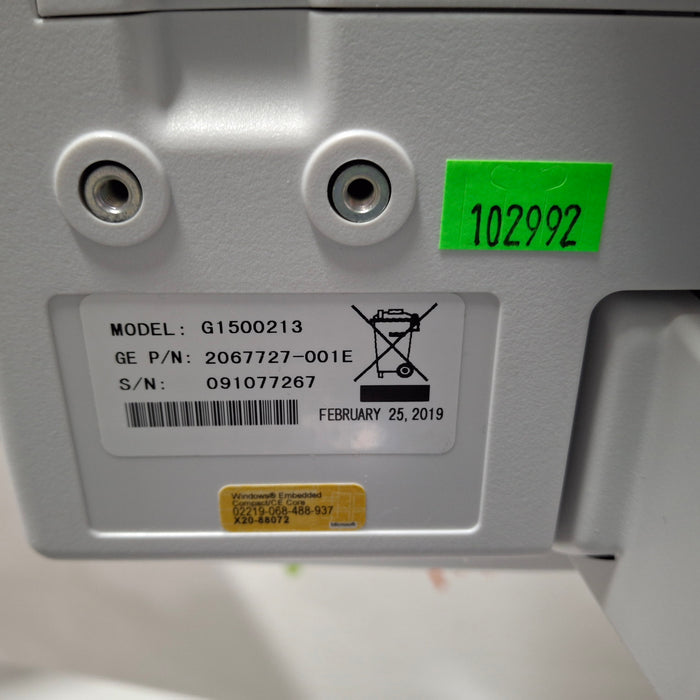 102992
MODEL: G1500213
GE P/N: 2067727-001E
S/N: 091077267
FEBRUARY 25, 2019
Windows® Embedded
Compact/CE Core
02219-068-488-937
X20-88072
Microsoft